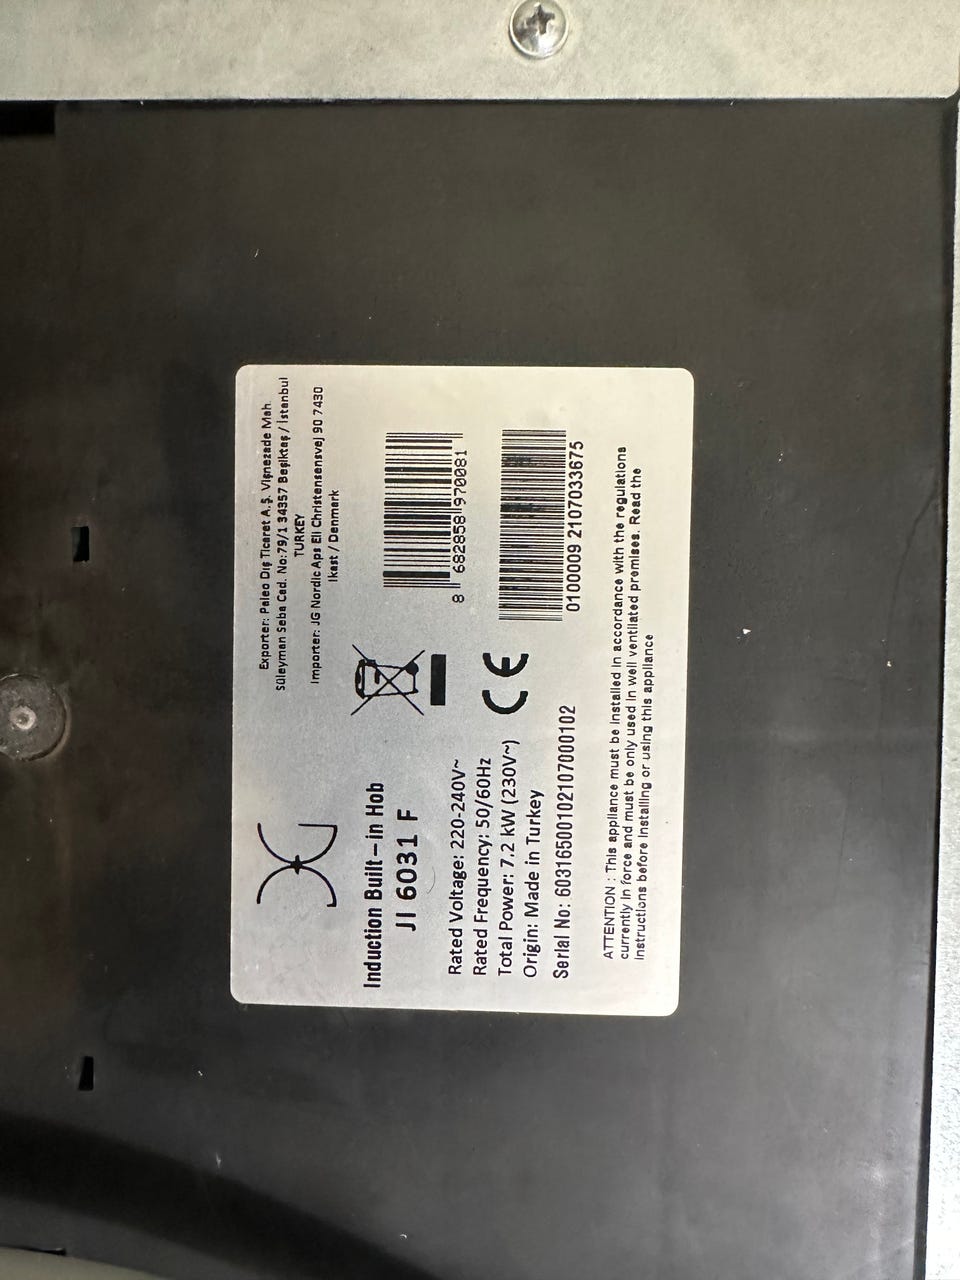 Exporter: Paleo Dış Ticaret A.Ş. Vişnezade Mah.
Süleyman Seba Cad. No:79/1 34357 Beşiktaş / İstanbul
TURKEY
Importer: JG Nordic Aps Eli Christensensvej 90 7430
Ikast / Denmark
Induction Built-in Hob
JI 6031 F
8 682858 970081
Rated Voltage: 220-240V~
Rated Frequency: 50/60Hz
Total Power: 7.2 kW (230V~)
Origin: Made in Turkey
CE
0100009 2107033675
Serial No: 60316500102107000102
ATTENTION : This appliance must be installed in accordance with the regulations
currently in force and must be only used in well ventilated premises. Read the
instructions before installing or using this appliance